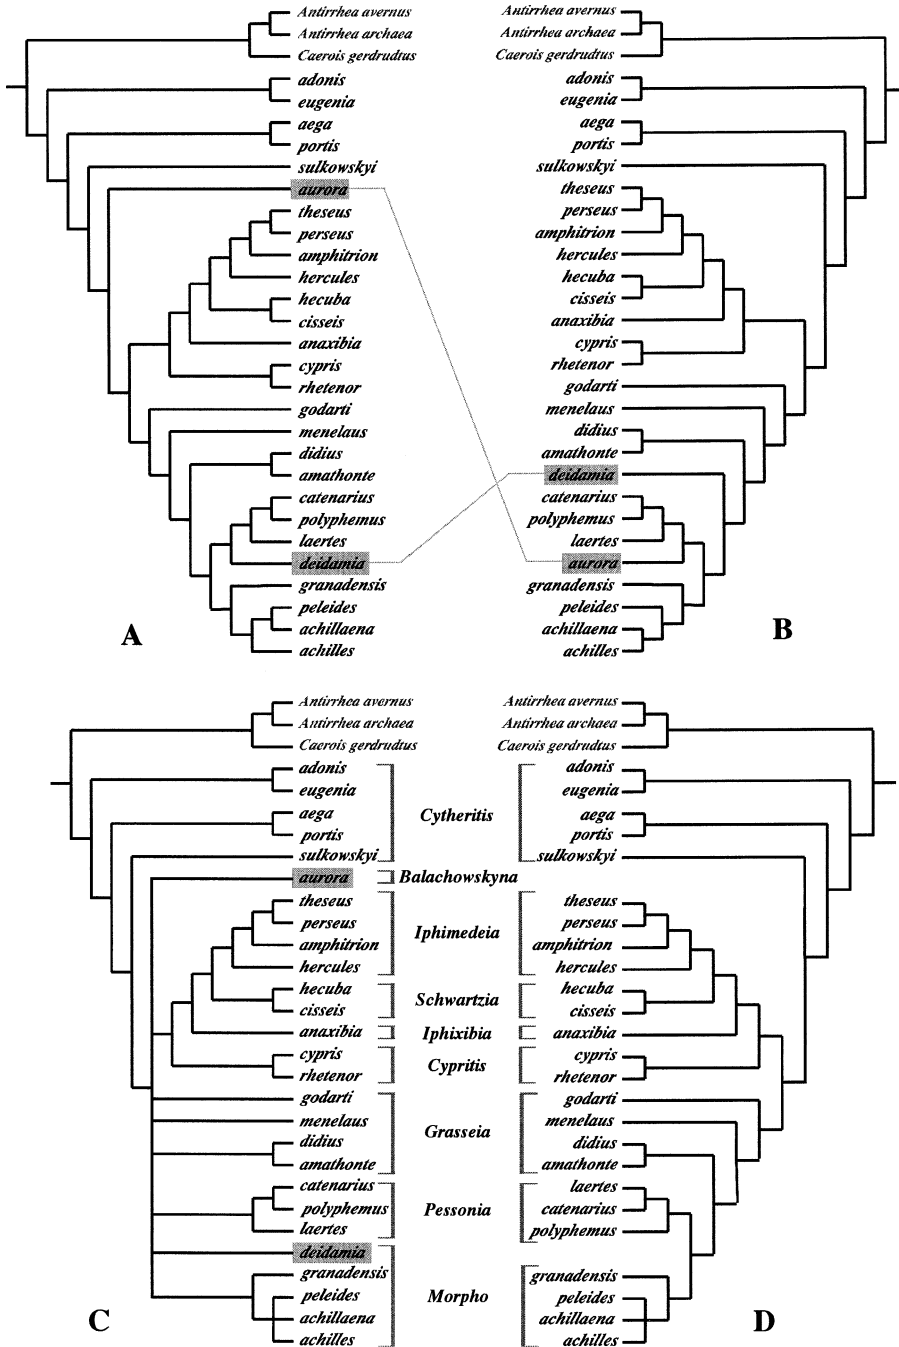 Antirrhea avernus
Antirrhea archaea
Caerois gerdrudtus
adonis
eugenia
aega
portis
sulkowskyi
aurora
theseus
perseus
amphitrion
hercules
hecuba
cisseis
anaxibia
cypris
rhetenor
godarti
menelaus
didius
amathonte
catenarius
polyphemus
laertes
deidamia
granadensis
peleides
achillaena
achilles
A
Antirrhea avernus
Antirrhea archaea
Caerois gerdrudtus
adonis
eugenia
aega
portis
sulkowskyi
theseus
perseus
amphitrion
hercules
hecuba
cisseis
anaxibia
cypris
rhetenor
godarti
menelaus
didius
amathonte
deidamia
catenarius
polyphemus
laertes
aurora
granadensis
peleides
achillaena
achilles
B
Antirrhea avernus
Antirrhea archaea
Caerois gerdrudtus
adonis
eugenia
aega
portis
sulkowskyi
aurora
theseus
perseus
amphitrion
hercules
hecuba
cisseis
anaxibia
cypris
rhetenor
godarti
menelaus
didius
amathonte
catenarius
polyphemus
laertes
deidamia
granadensis
peleides
achillaena
achilles
C
Cytheritis
Balachowskyna
Iphimedeia
Schwartzia
Iphixibia
Cypritis
Grasseia
Pessonia
Morpho
Antirrhea avernus
Antirrhea archaea
Caerois gerdrudtus
adonis
eugenia
aega
portis
sulkowskyi
theseus
perseus
amphitrion
hercules
hecuba
cisseis
anaxibia
cypris
rhetenor
godarti
menelaus
didius
amathonte
laertes
catenarius
polyphemus
granadensis
peleides
achillaena
achilles
D